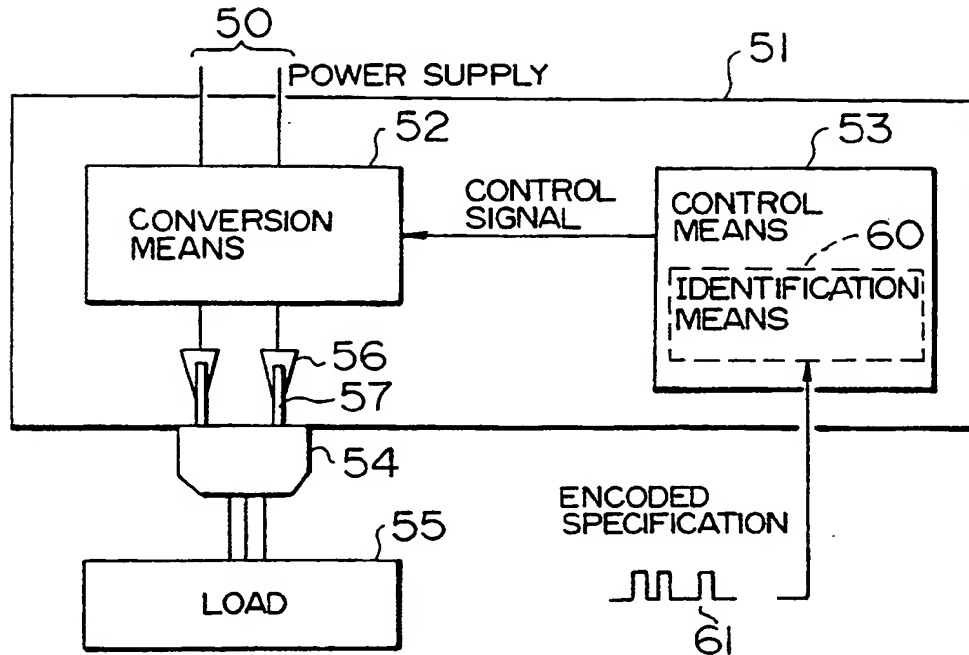 50
POWER SUPPLY
51
52
53
CONVERSION
MEANS
CONTROL
SIGNAL
CONTROL
MEANS
60
IDENTIFICATION
MEANS
56
57
54
ENCODED
SPECIFICATION
55
LOAD
61